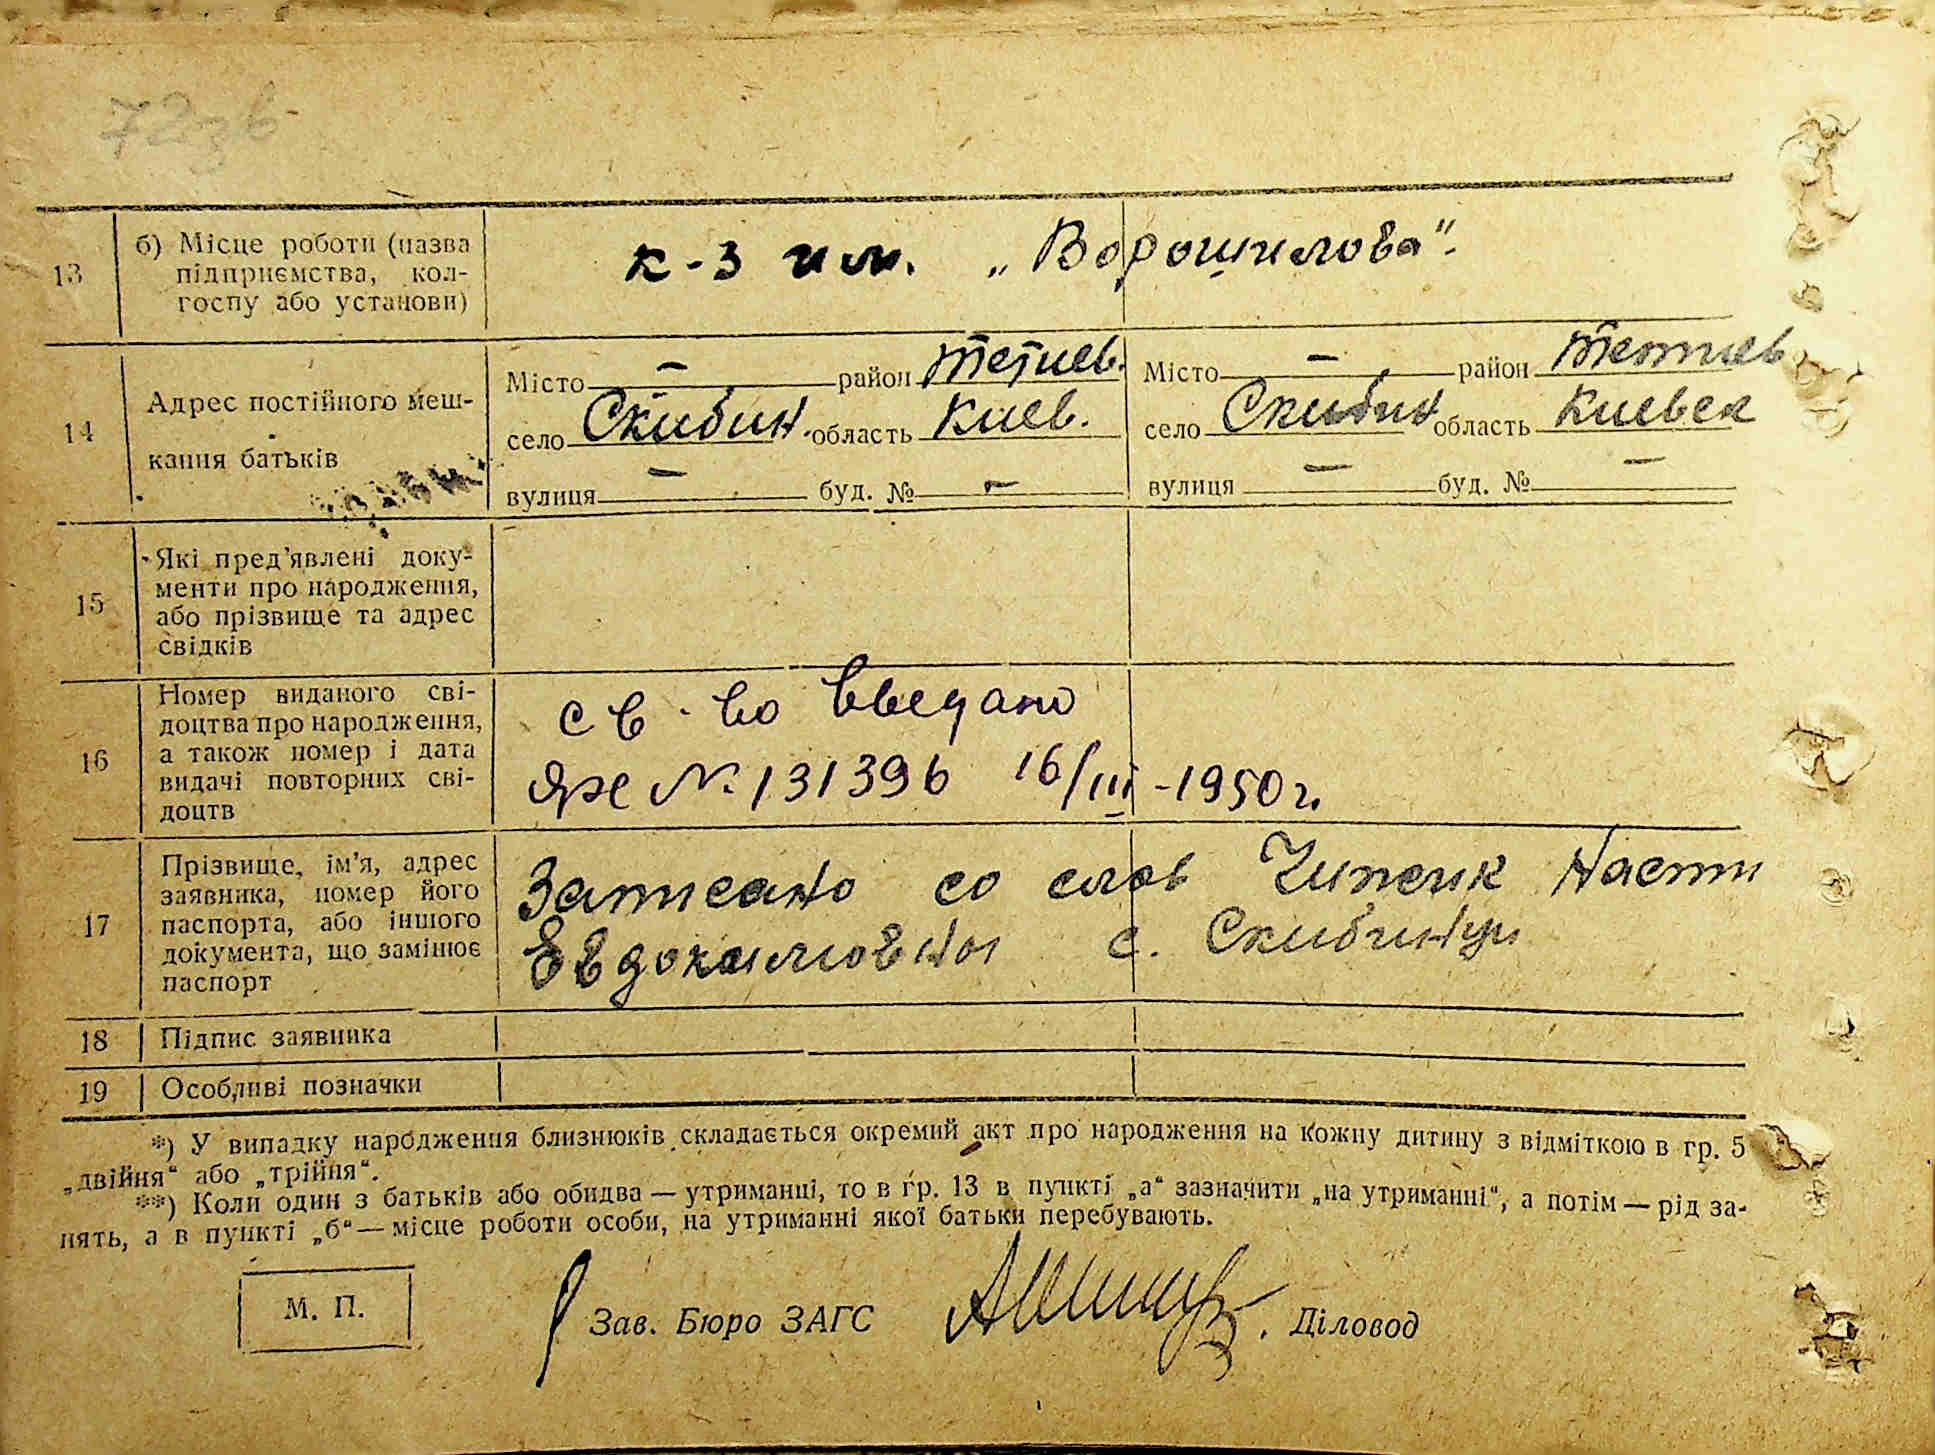 72зв
13 б) Місце роботи (назва підприємства, колгоспу або установи)
к-з им. „Ворошилова“.
14 Адрес постійного мешкання батьків
Місто — район Тетиев.
село Скибин. область Киев.
вулиця — буд. № —
Місто — район Тетиев
село Скибин область Киевск
вулиця — буд. № —
15 Які пред’явлені документи про народження, або прізвище та адрес свідків
16 Номер виданого свідоцтва про народження, а також номер і дата видачі повторних свідоцтв
св-во
№ 131396 16/III-1950 г.
17 Прізвище, ім’я, адрес заявника, номер його паспорта, або іншого документа, що замінює паспорт
Записано со слов Насти
Евдокимовны с. Скибинци
18 Підпис заявника
19 Особливі позначки
*) У випадку народження близнюків складається окремий акт про народження на кожну дитину з відміткою в гр. 5
„двійня“ або „трійня“.
**) Коли один з батьків або обидва — утриманці, то в гр. 13 в пункті „а“ зазначити „на утриманні“, а потім — рід за-
нять, а в пункті „б“ — місце роботи особи, на утриманні якої батьки перебувають.
М. П.
Зав. Бюро ЗАГС
Діловод